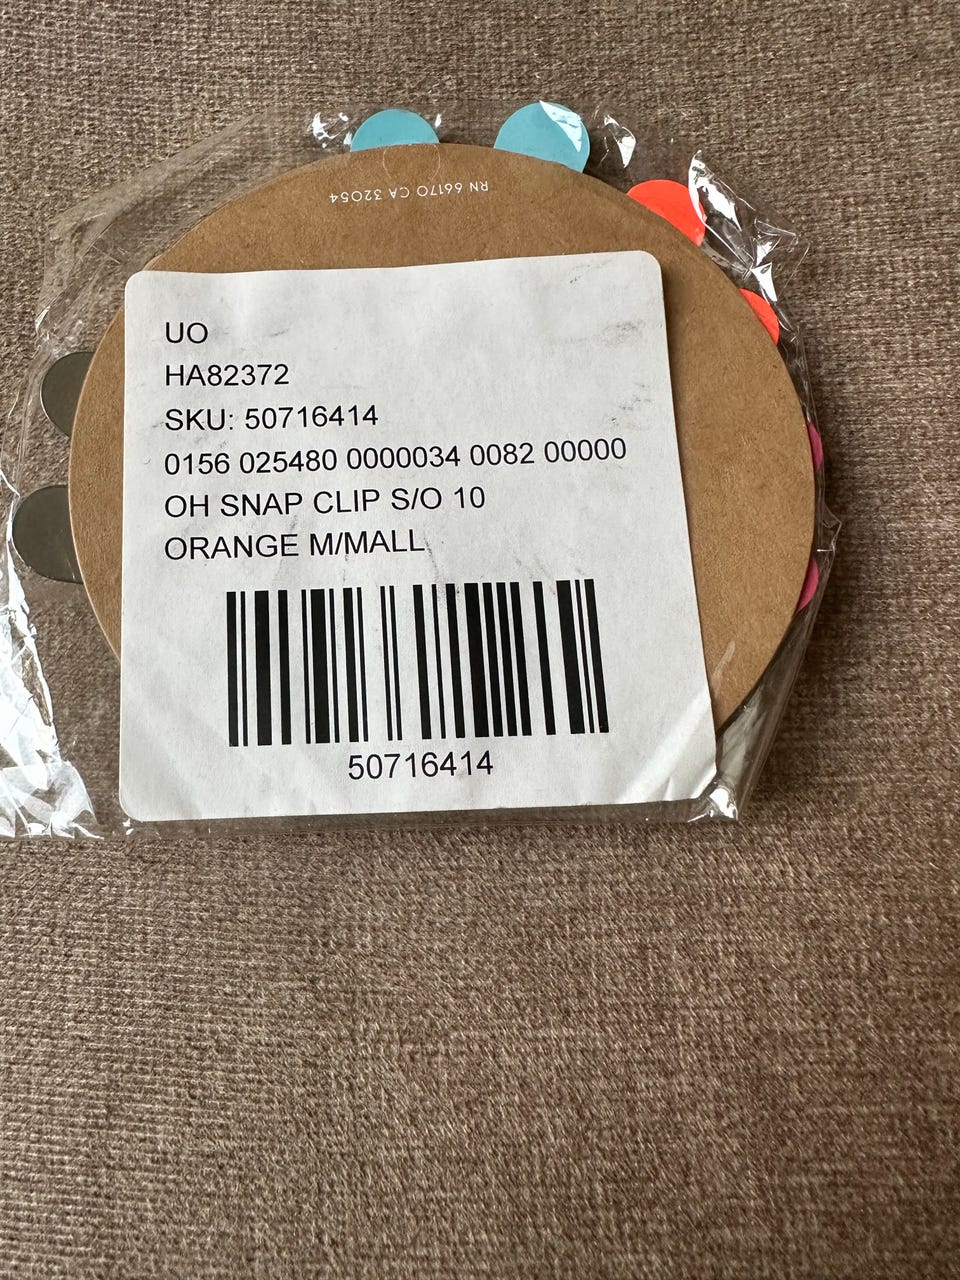 RN 66170 CA 32054
UO
HA82372
SKU: 50716414
0156 025480 0000034 0082 00000
OH SNAP CLIP S/O 10
ORANGE M/MALL
50716414